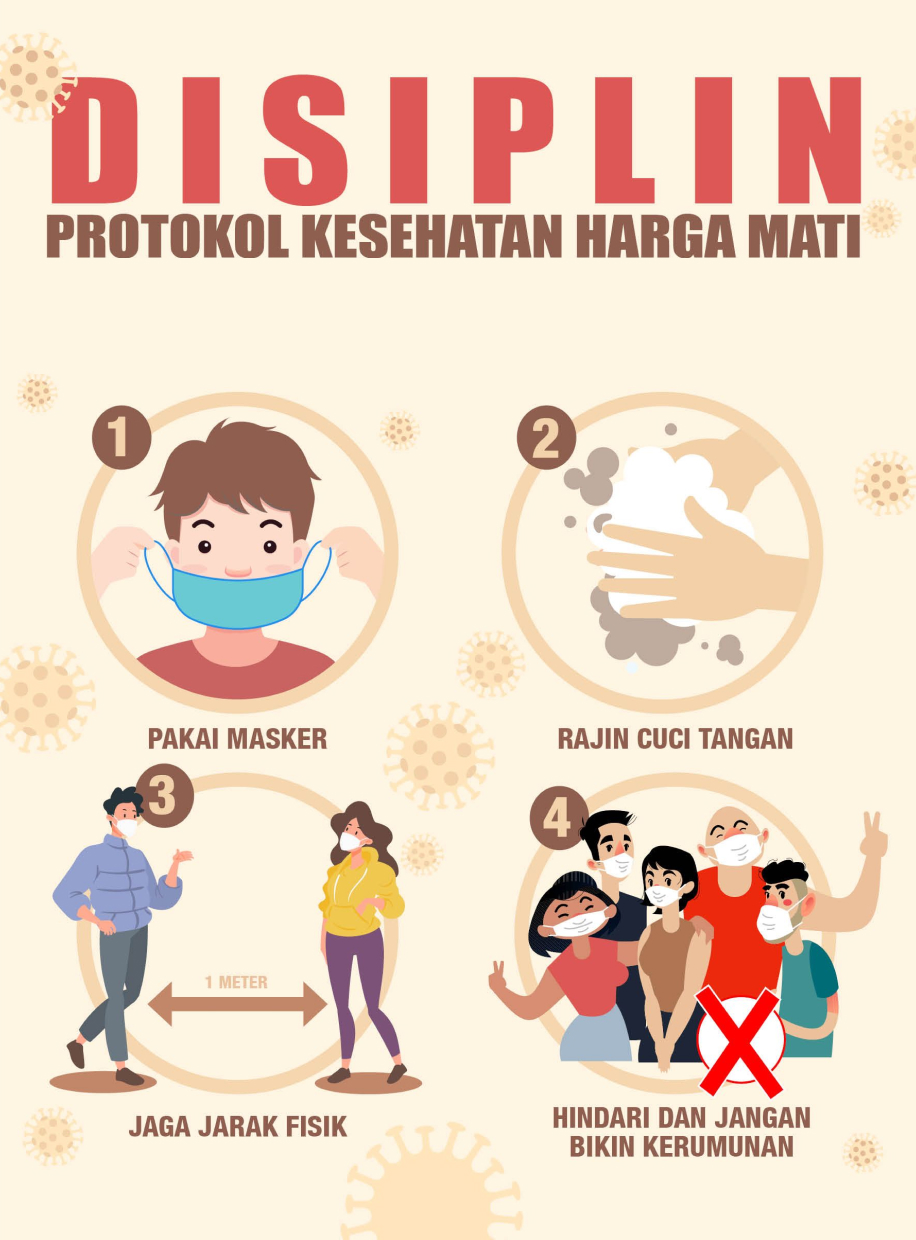 DISIPLIN
PROTOKOL KESEHATAN HARGA MATI
1
PAKAI MASKER
2
RAJIN CUCI TANGAN
3
1 METER
JAGA JARAK FISIK
4
HINDARI DAN JANGAN
BIKIN KERUMUNAN